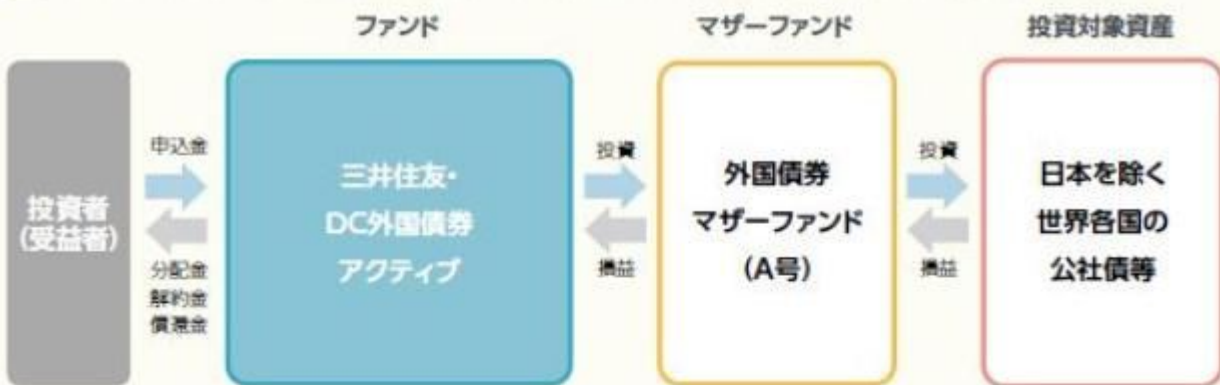 ファンド
マザーファンド
投資対象資産
投資者
(受益者)
申込金
分配金
解約金
償還金
三井住友・
DC外国債券
アクティブ
投資
損益
外国債券
マザーファンド
(A号)
投資
損益
日本を除く
世界各国の
公社債等